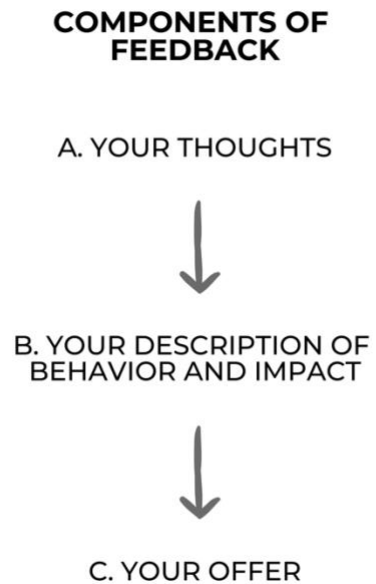 COMPONENTS OF
FEEDBACK
A. YOUR THOUGHTS
B. YOUR DESCRIPTION OF
BEHAVIOR AND IMPACT
C. YOUR OFFER